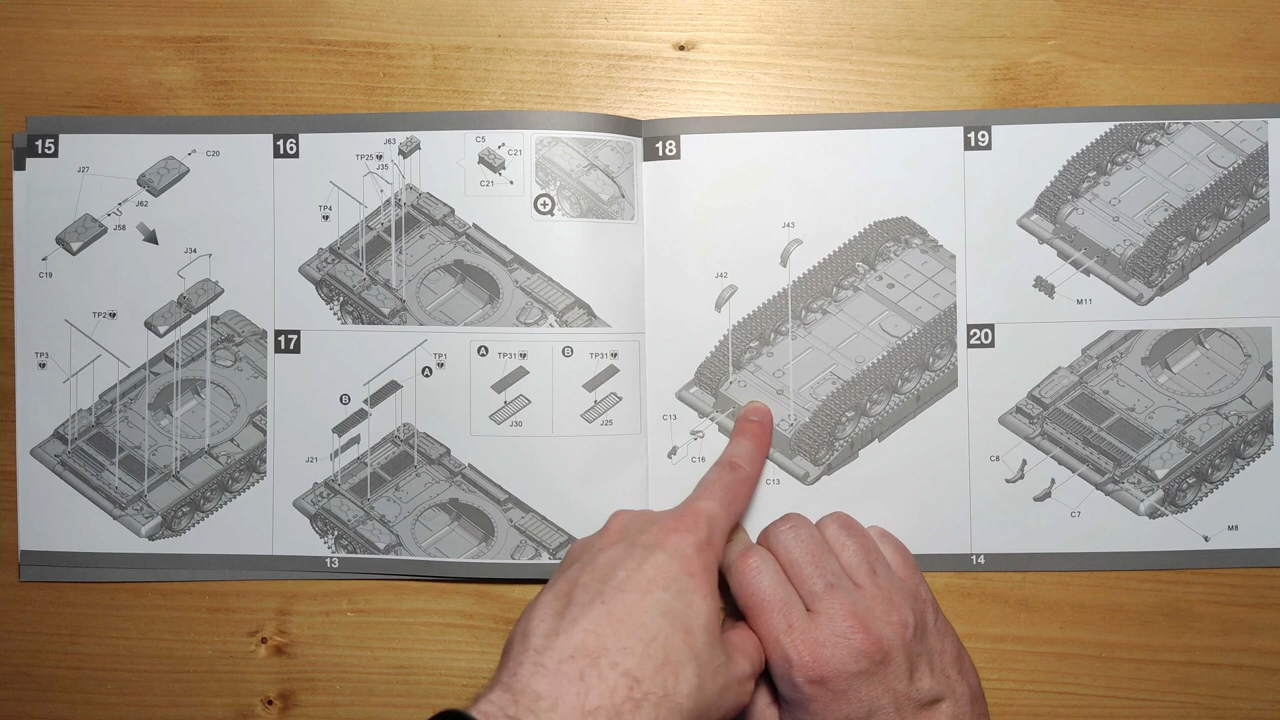 15
C20
J27
J62
J58
C19
J34
TP2
TP3
16
J63
TP25
J35
TP4
C5
C21
C21
17
TP1
A
B
J21
A TP31
J30
B TP31
J25
13
18
J43
J42
C13
C16
C13
19
M11
20
C8
C7
M8
14